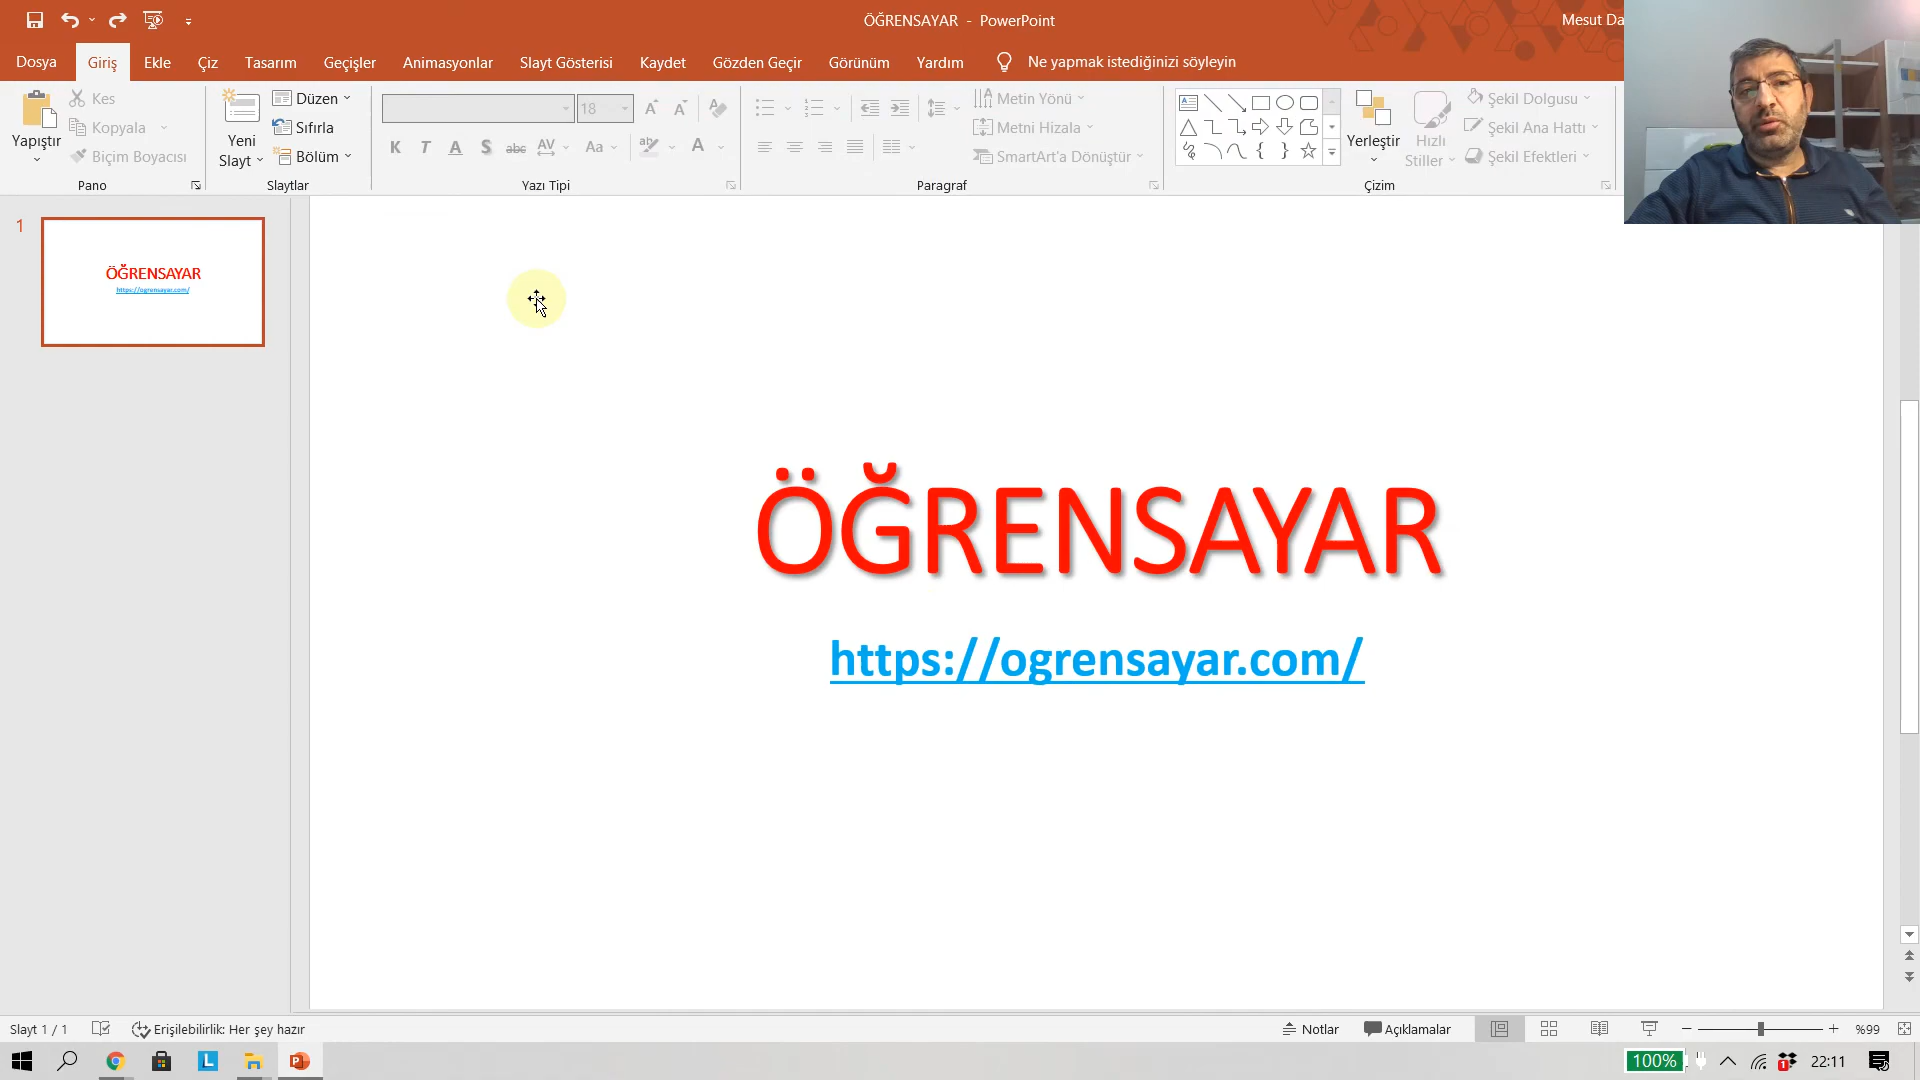 ÖĞRENSAYAR - PowerPoint
Mesut Da
Dosya Giriş Ekle Çiz Tasarım Geçişler Animasyonlar Slayt Gösterisi Kaydet Gözden Geçir Görünüm Yardım Ne yapmak istediğinizi söyleyin
Yapıştır
Kes
Kopyala
Biçim Boyacısı
Pano
Yeni
Slayt
Düzen
Sıfırla
Bölüm
Slaytlar
18
K T A S abc AV Aa ab A
Yazı Tipi
Metin Yönü
Metni Hizala
SmartArt'a Dönüştür
Paragraf
Yerleştir
Hızlı
Stiller
Şekil Dolgusu
Şekil Ana Hattı
Şekil Efektleri
Çizim
1
ÖĞRENSAYAR
https://ogrensayar.com/
ÖĞRENSAYAR
https://ogrensayar.com/
Slayt 1 / 1 Erişilebilirlik: Her şey hazır Notlar Açıklamalar %99
100% 22:11